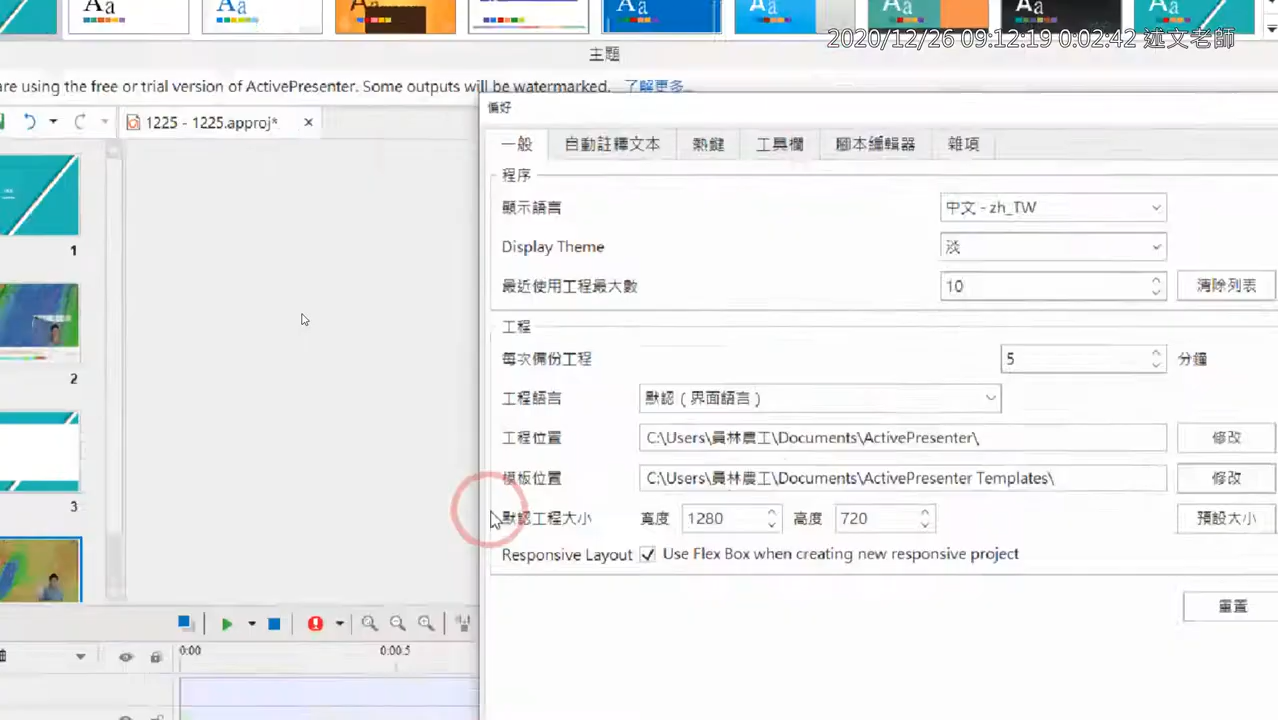 Aa
Aa
Aa
Aa
Aa
Aa
Aa
Aa
2020/12/26 09:12:19 0:02:42 述文老師
主題
are using the free or trial version of ActivePresenter. Some outputs will be watermarked. 了解更多...
1225 - 1225.approj*
偏好
一般 自動註釋文本 熱鍵 工具欄 腳本編輯器 雜項
程序
顯示語言 中文 - zh_TW
Display Theme 淡
最近使用工程最大數 10 清除列表
工程
每次備份工程 5 分鐘
工程語言 默認 ( 界面語言 )
工程位置 C:\Users\員林農工\Documents\ActivePresenter\ 修改
模板位置 C:\Users\員林農工\Documents\ActivePresenter Templates\ 修改
默認工程大小 寬度 1280 高度 720 預設大小
Responsive Layout Use Flex Box when creating new responsive project
重置
1
2
3
0:00 0:00.5